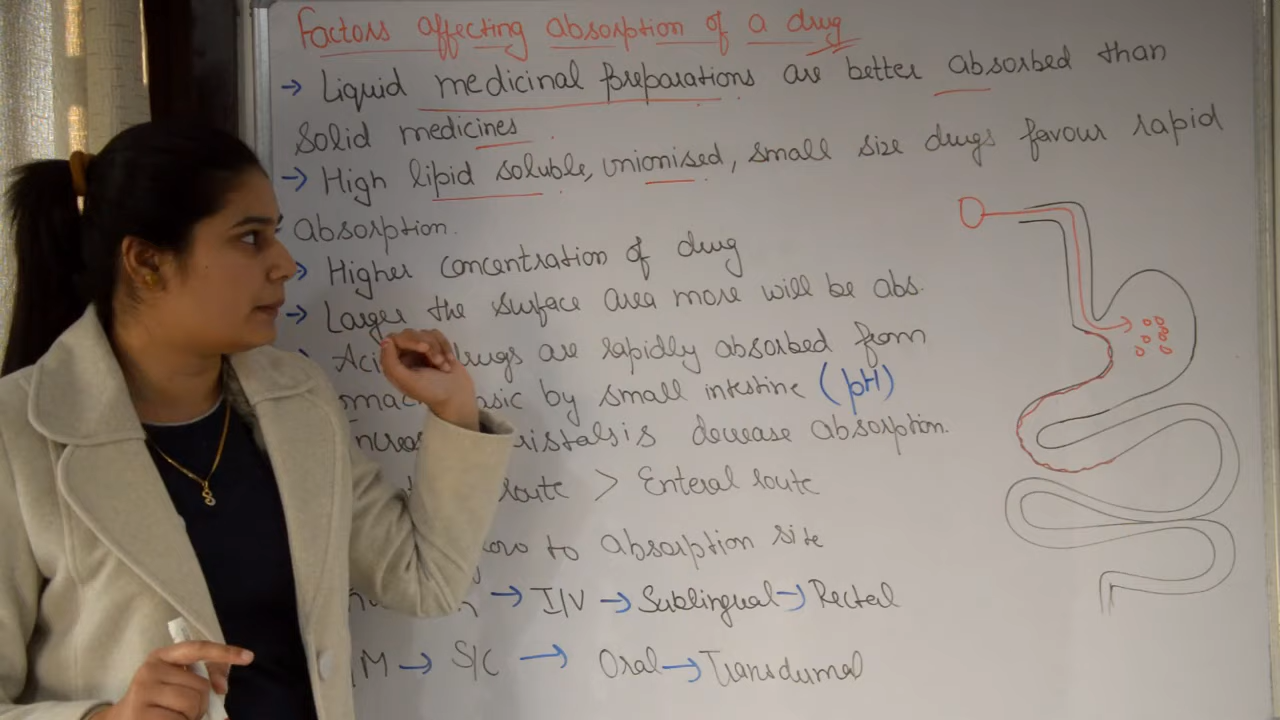 Factors affecting absorption of a drug
→ Liquid medicinal preparations are better absorbed than
solid medicines
→ High lipid soluble, unionised, small size drugs favour rapid
absorption.
→ Higher concentration of drug
→ Larger the surface area more will be abs.
drugs are rapidly absorbed from
by small intestine (pH)
decrease absorption.
route > Enteral route
to absorption site
→ I/V → Sublingual → Rectal
M → S/C → Oral → Transdermal